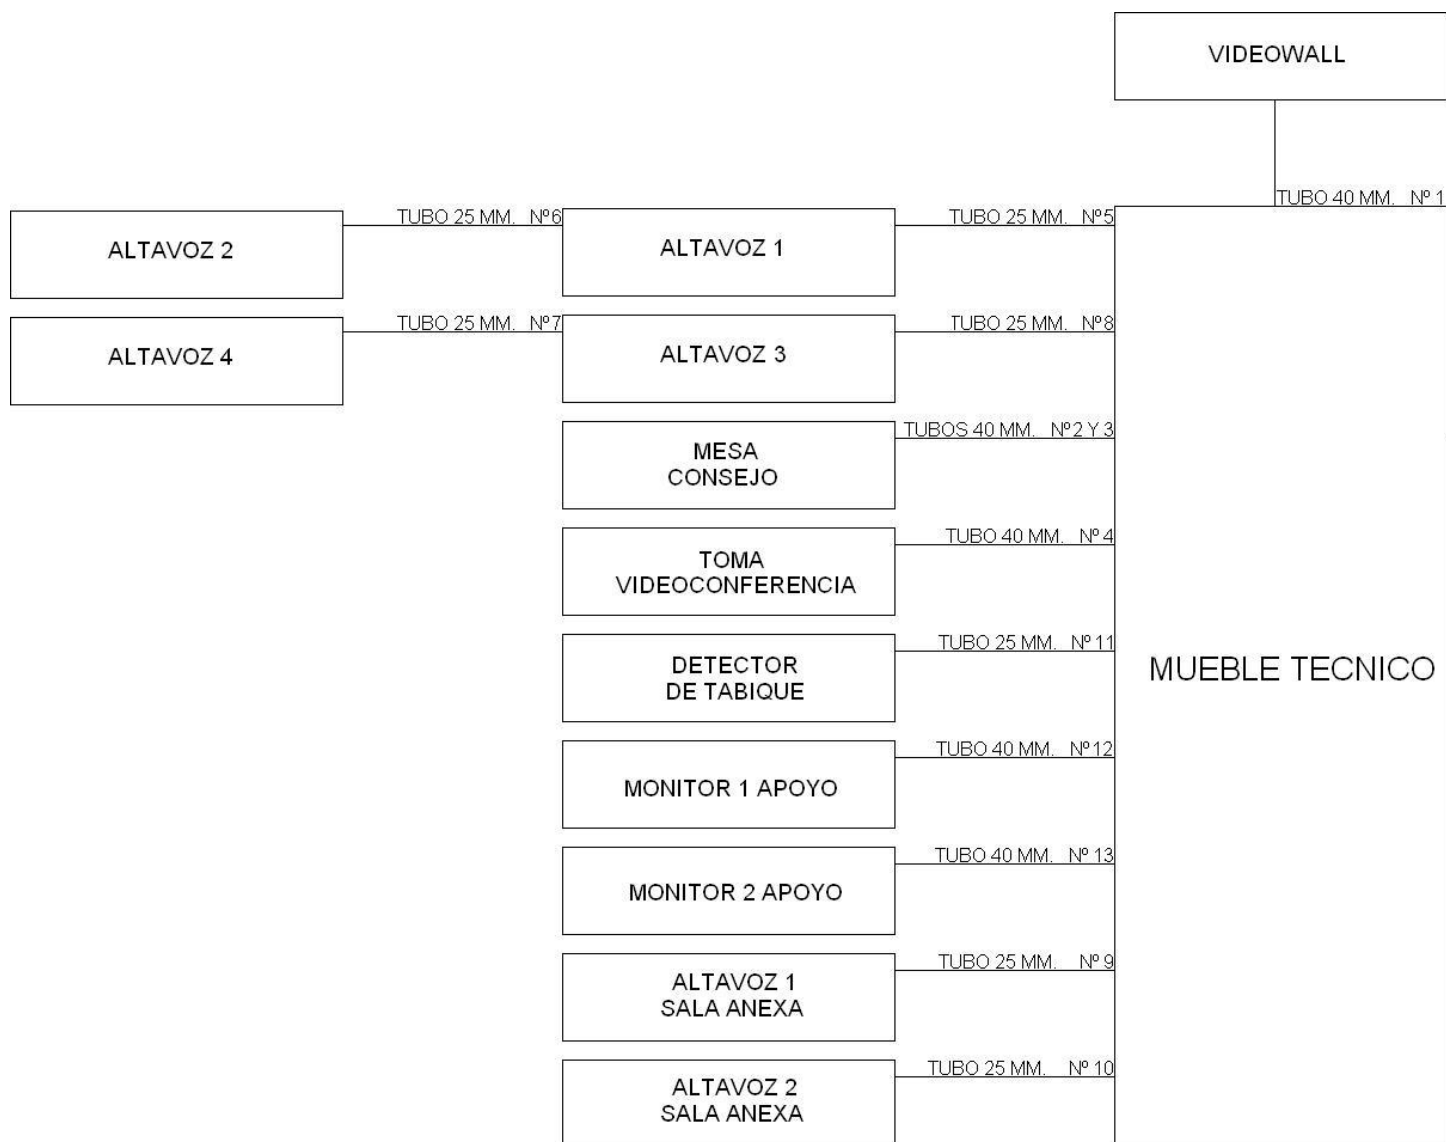 VIDEOWALL
TUBO 40 MM. Nº 1
TUBO 25 MM. Nº6
TUBO 25 MM. Nº5
ALTAVOZ 2
ALTAVOZ 1
TUBO 25 MM. Nº7
TUBO 25 MM. Nº8
ALTAVOZ 4
ALTAVOZ 3
TUBOS 40 MM. Nº2 Y 3
MESA
CONSEJO
TUBO 40 MM. Nº 4
TOMA
VIDEOCONFERENCIA
TUBO 25 MM. Nº 11
DETECTOR
DE TABIQUE
MUEBLE TECNICO
TUBO 40 MM. Nº12
MONITOR 1 APOYO
TUBO 40 MM. Nº 13
MONITOR 2 APOYO
TUBO 25 MM. Nº 9
ALTAVOZ 1
SALA ANEXA
TUBO 25 MM. Nº 10
ALTAVOZ 2
SALA ANEXA